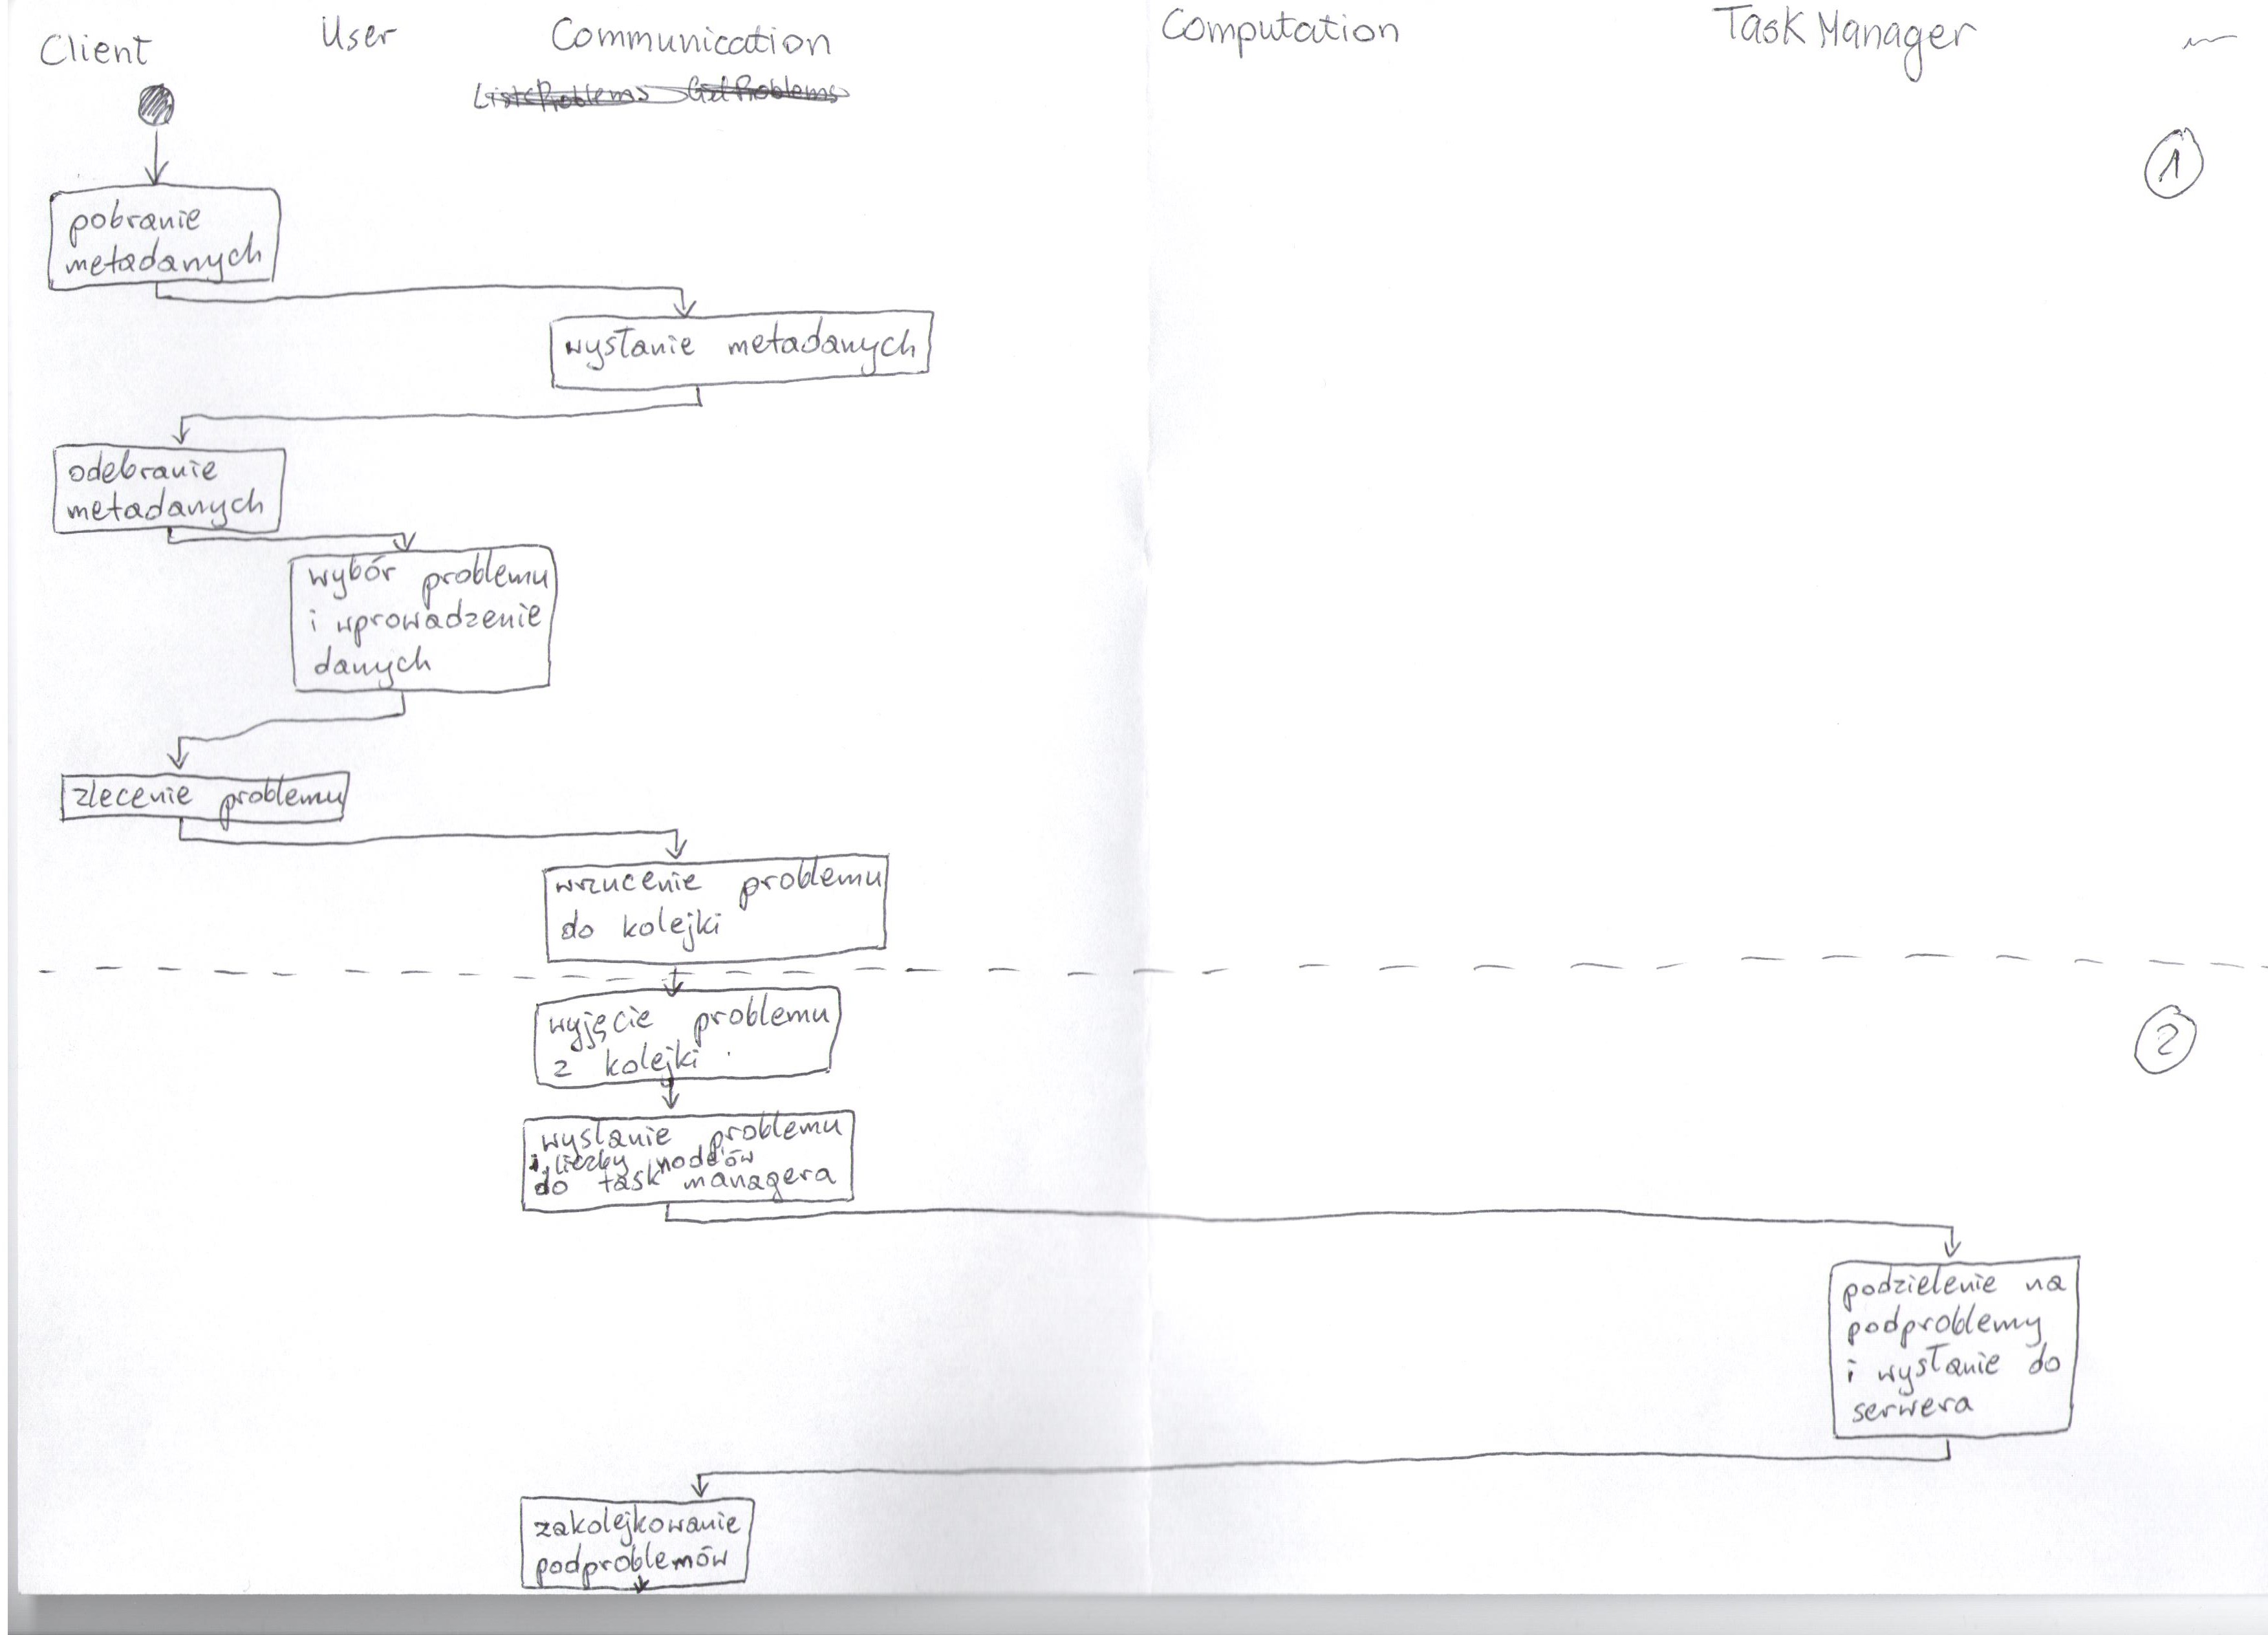 Client User Communication Computation Task Manager
ListProblems GetProblems
1
pobranie
metadanych
wysłanie metadanych
odebranie
metadanych
wybór problemu
i wprowadzenie
danych
zlecenie problemu
wrzucenie problemu
do kolejki
wyjęcie problemu
z kolejki
2
wysłanie problemu
i liczby nodeów
do task managera
podzielenie na
podproblemy
i wysłanie do
serwera
zakolejkowanie
podproblemów